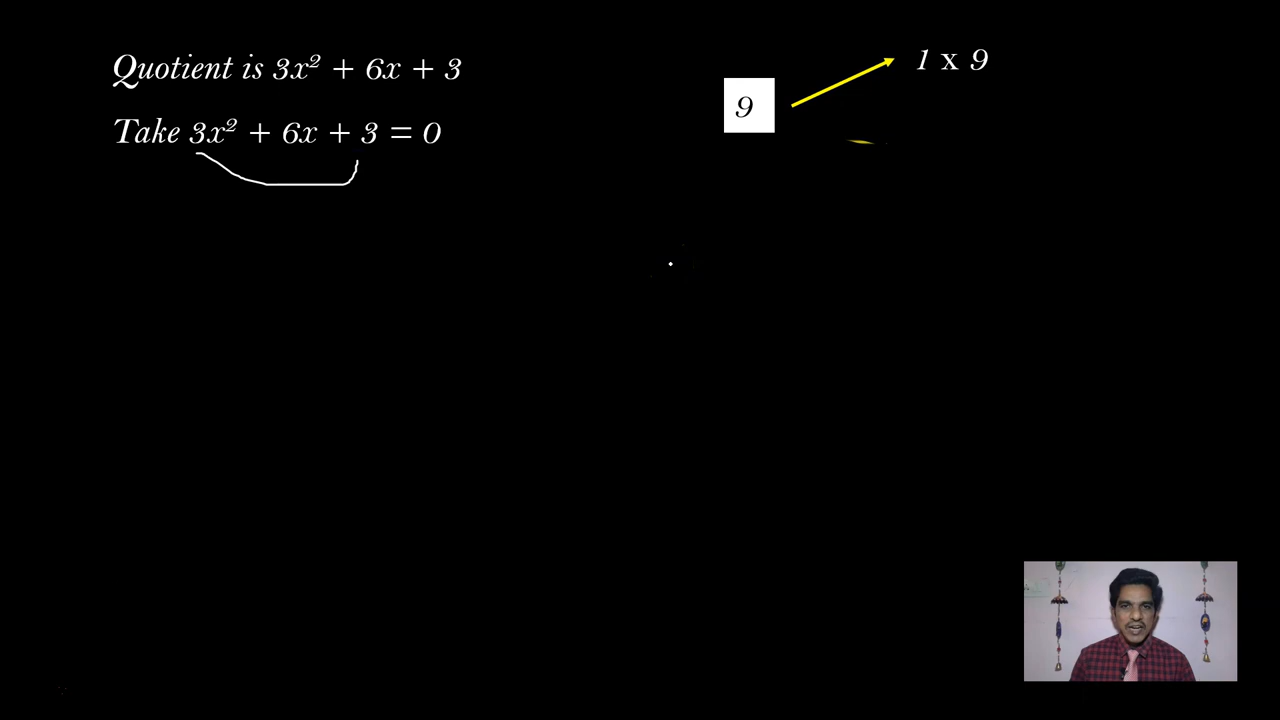 Quotient is 3x² + 6x + 3
Take 3x² + 6x + 3 = 0
9
1 x 9